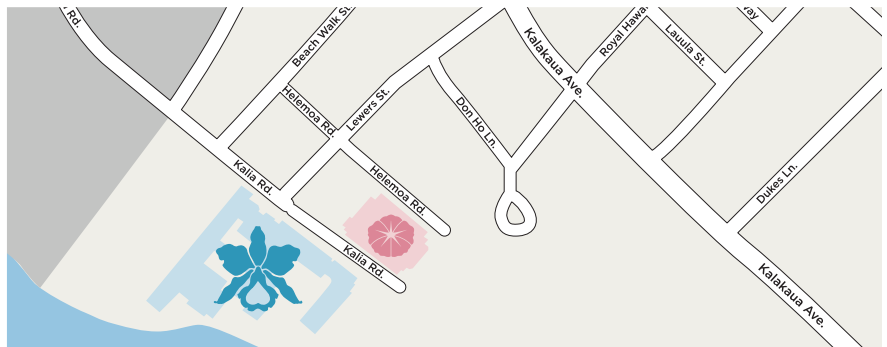 Rd.
Beach Walk St.
Royal Hawa
way
Kalakaua Ave.
Lauula St.
Helemoa Rd.
Lewers St.
Don Ho Ln.
Kalia Rd.
Helemoa Rd.
Dukes Ln.
Kalia Rd.
Kalakaua Ave.